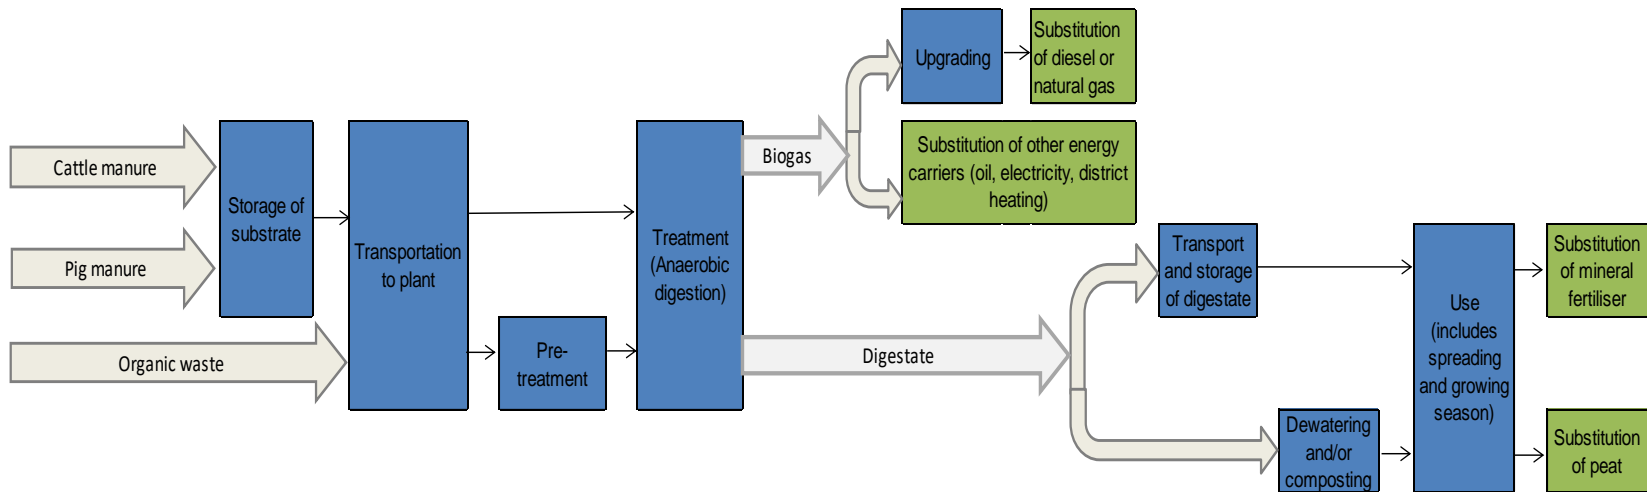 Cattle manure
Pig manure
Organic waste
Storage of
substrate
Transportation
to plant
Pre-
treatment
Treatment
(Anaerobic
digestion)
Biogas
Digestate
Upgrading
Substitution
of diesel or
natural gas
Substitution of other energy
carriers (oil, electricity, district
heating)
Transport
and storage
of digestate
Dewatering
and/or
composting
Use
(includes
spreading
and growing
season)
Substitution
of mineral
fertiliser
Substitution
of peat